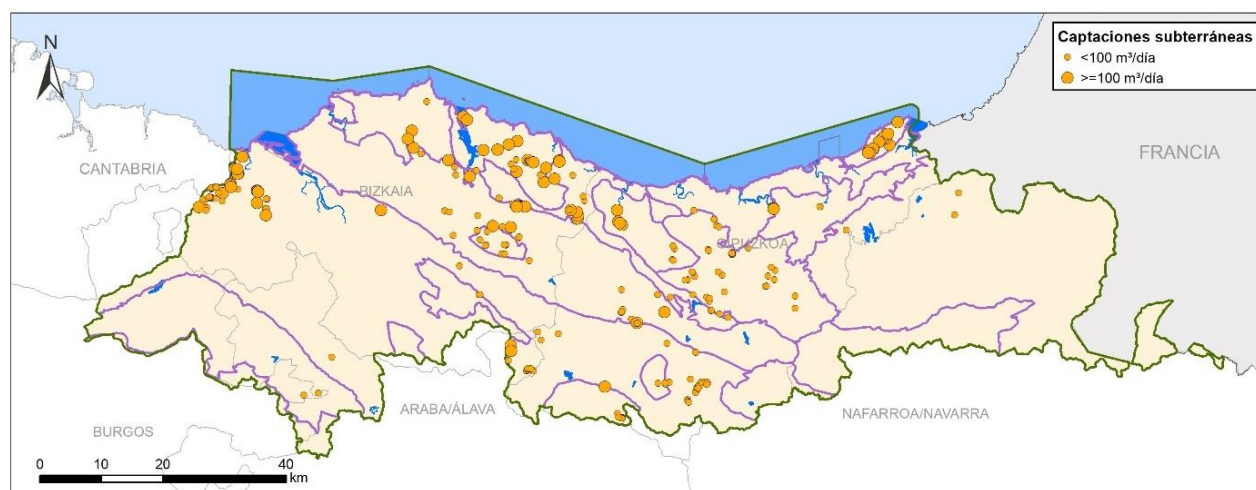 Captaciones subterráneas
<100 m³/día
>=100 m³/día
N
CANTABRIA
FRANCIA
BIZKAIA
GIPUZKOA
ARABA/ÁLAVA
NAFARROA/NAVARRA
BURGOS
0 10 20 40
km